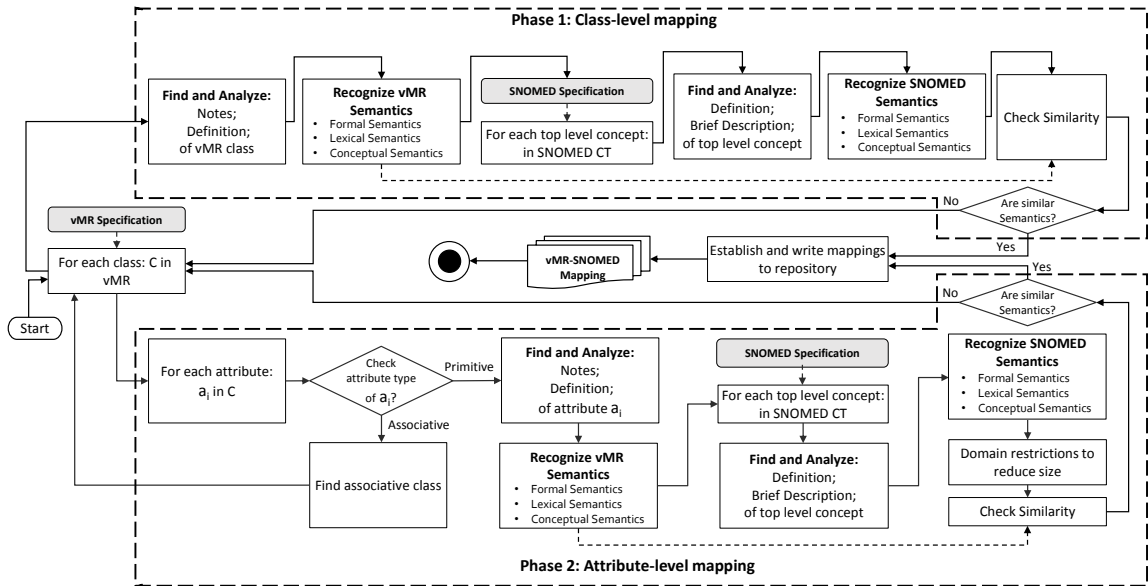 Phase 1: Class-level mapping
Find and Analyze:
Notes;
Definition;
of vMR class
Recognize vMR
Semantics
• Formal Semantics
• Lexical Semantics
• Conceptual Semantics
SNOMED Specification
For each top level concept:
in SNOMED CT
Find and Analyze:
Definition;
Brief Description;
of top level concept
Recognize SNOMED
Semantics
• Formal Semantics
• Lexical Semantics
• Conceptual Semantics
Check Similarity
No
Are similar
Semantics?
Yes
vMR Specification
For each class: C in
vMR
Start
vMR-SNOMED
Mapping
Establish and write mappings
to repository
Yes
No
Are similar
Semantics?
For each attribute:
ai in C
Check
attribute type
of ai?
Primitive
Associative
Find associative class
Find and Analyze:
Notes;
Definition;
of attribute ai
Recognize vMR
Semantics
• Formal Semantics
• Lexical Semantics
• Conceptual Semantics
SNOMED Specification
For each top level concept:
in SNOMED CT
Find and Analyze:
Definition;
Brief Description;
of top level concept
Recognize SNOMED
Semantics
• Formal Semantics
• Lexical Semantics
• Conceptual Semantics
Domain restrictions to
reduce size
Check Similarity
Phase 2: Attribute-level mapping